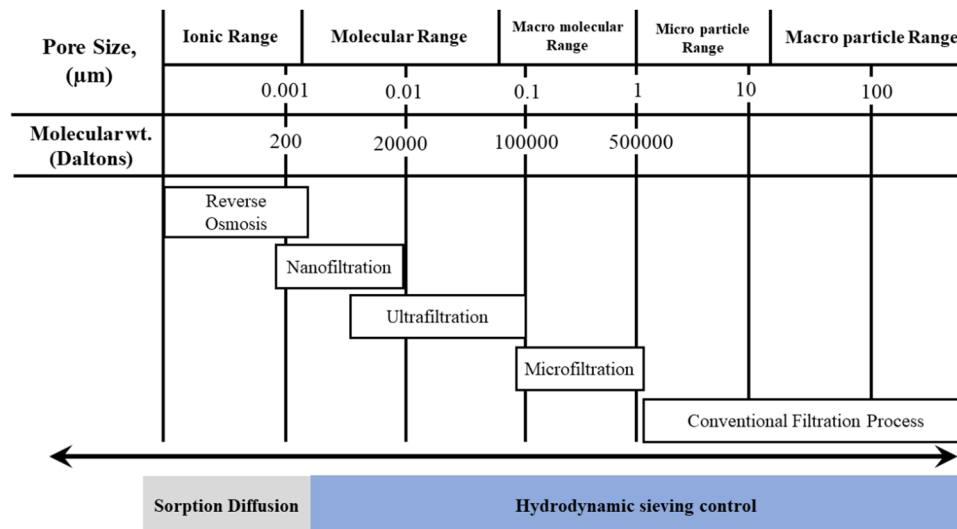 Pore Size,
(µm)
Ionic Range
Molecular Range
Macro molecular
Range
Micro particle
Range
Macro particle Range
0.001
0.01
0.1
1
10
100
Molecular wt.
(Daltons)
200
20000
100000
500000
Reverse
Osmosis
Nanofiltration
Ultrafiltration
Microfiltration
Conventional Filtration Process
Sorption Diffusion
Hydrodynamic sieving control